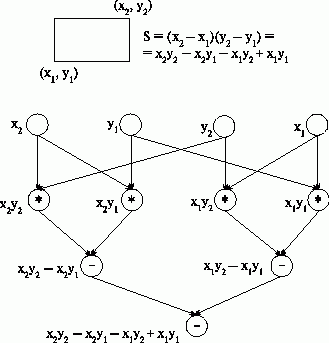 (x₂, y₂)
S = (x₂ − x₁)(y₂ − y₁) =
= x₂y₂ − x₂y₁ − x₁y₂ + x₁y₁
(x₁, y₁)
x₂ y₁ y₂ x₁
x₂y₂ * x₂y₁ * x₁y₂ * x₁y₁ *
x₂y₂ − x₂y₁ − x₁y₂ − x₁y₁ −
x₂y₂ − x₂y₁ − x₁y₂ + x₁y₁ −